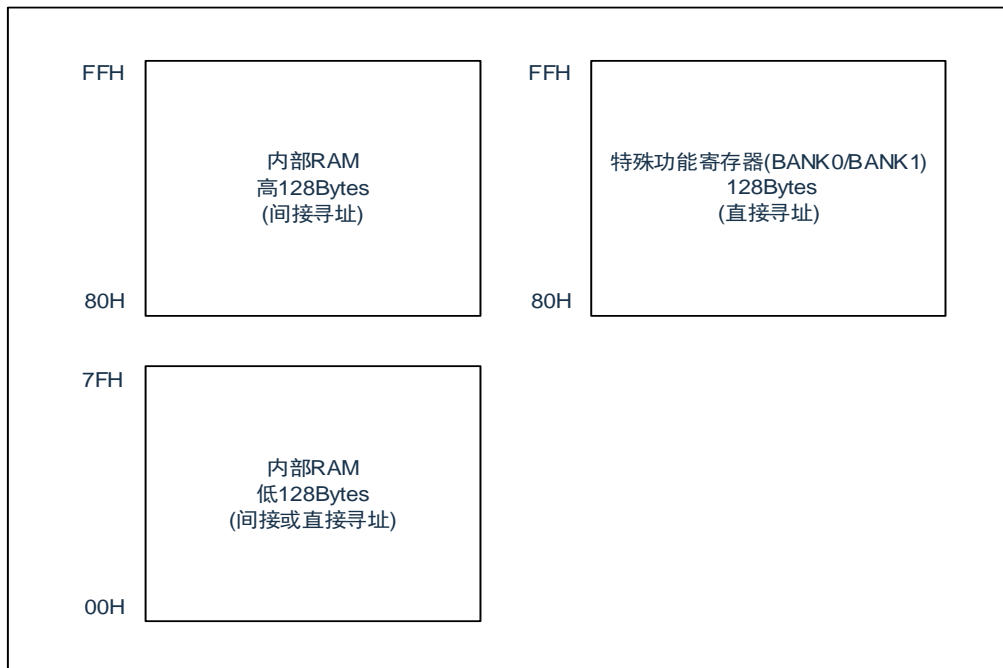 FFH
内部RAM
高128Bytes
(间接寻址)
80H
FFH
特殊功能寄存器(BANK0/BANK1)
128Bytes
(直接寻址)
80H
7FH
内部RAM
低128Bytes
(间接或直接寻址)
00H